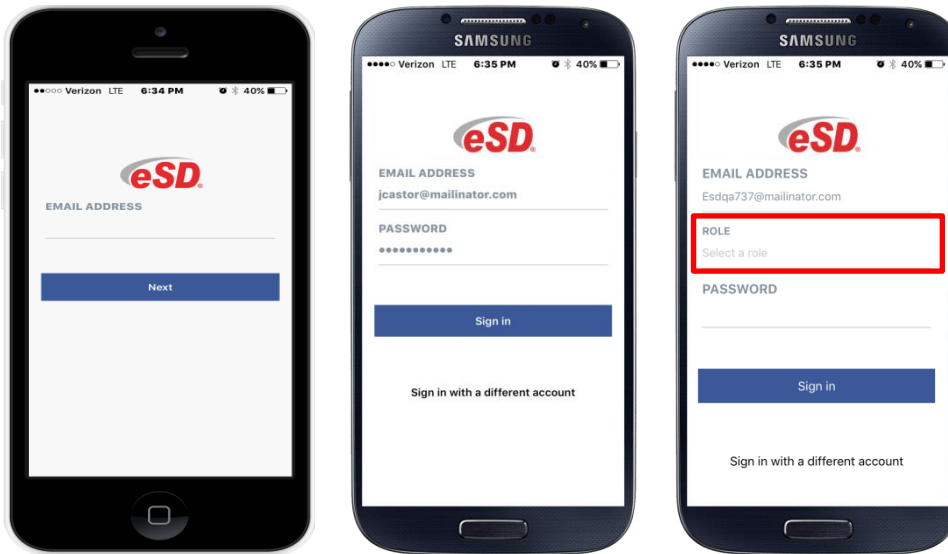 ●●○○○ Verizon LTE 6:34 PM 40%
eSD®
EMAIL ADDRESS
Next
SAMSUNG
●●●●○ Verizon LTE 6:35 PM 40%
eSD®
EMAIL ADDRESS
jcastor@mailinator.com
PASSWORD
●●●●●●●●●●●
Sign in
Sign in with a different account
SAMSUNG
●●●●○ Verizon LTE 6:35 PM 40%
eSD®
EMAIL ADDRESS
Esdqa737@mailinator.com
ROLE
Select a role
PASSWORD
Sign in
Sign in with a different account